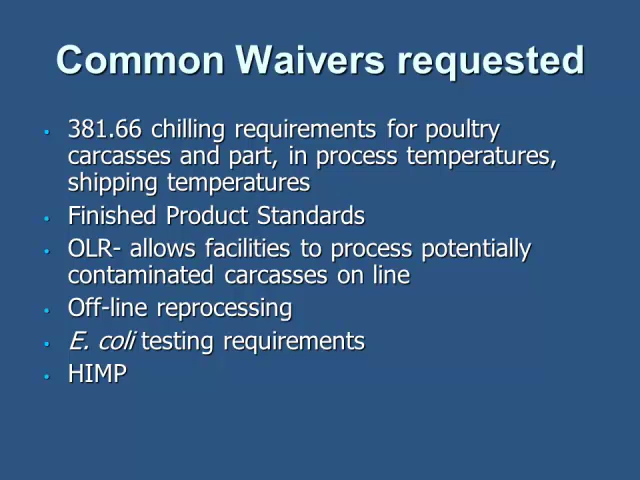 Common Waivers requested
• 381.66 chilling requirements for poultry
carcasses and part, in process temperatures,
shipping temperatures
• Finished Product Standards
• OLR- allows facilities to process potentially
contaminated carcasses on line
• Off-line reprocessing
• E. coli testing requirements
• HIMP